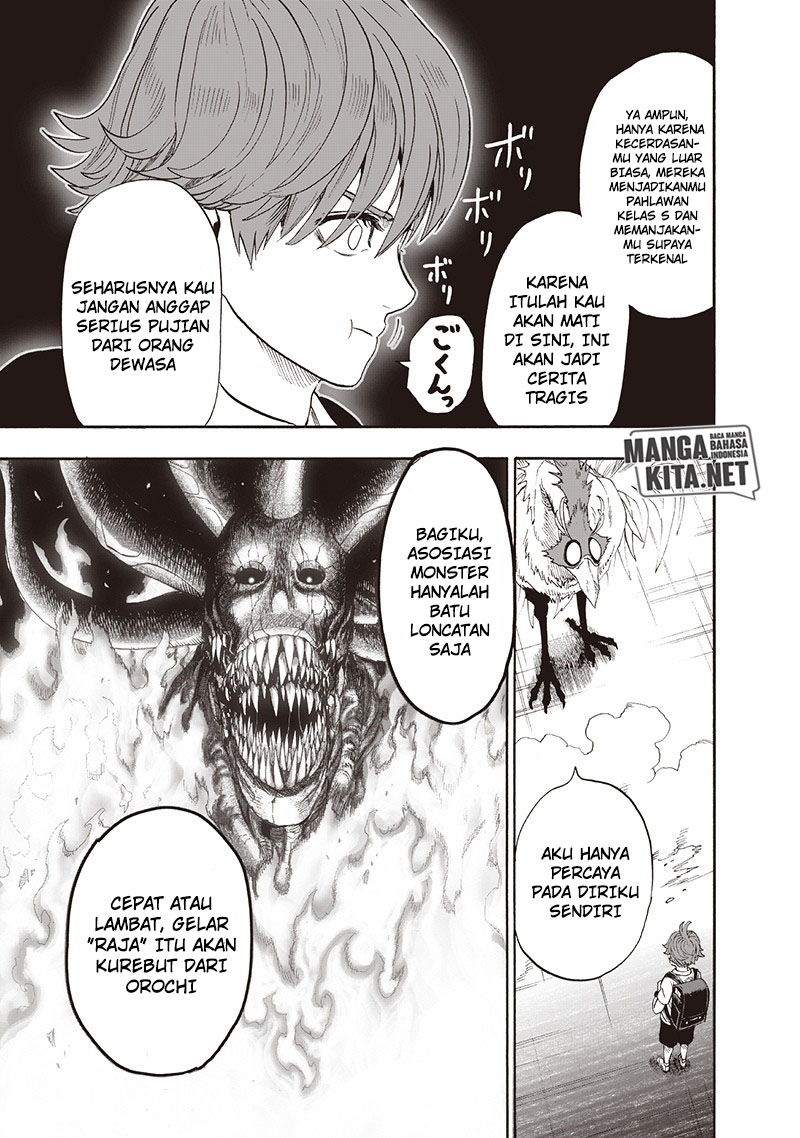 YA AMPUN,
HANYA KARENA
KECERDASAN-
MU YANG LUAR
BIASA, MEREKA
MENJADIKANMU
PAHLAWAN
KELAS S DAN
MEMANJAKAN-
MU SUPAYA
TERKENAL
KARENA
ITULAH KAU
AKAN MATI
DI SINI, INI
AKAN JADI
CERITA
TRAGIS
ボリ
ボリ
ボリ
ごくんっ
SEHARUSNYA KAU
JANGAN ANGGAP
SERIUS PUJIAN
DARI ORANG
DEWASA
MANGA
KITA.NET
BACA MANGA
BAHASA
INDONESIA
AKU HANYA
PERCAYA
PADA DIRIKU
SENDIRI
BAGIKU,
ASOSIASI
MONSTER
HANYALAH
BATU
LONCATAN
SAJA
CEPAT ATAU
LAMBAT, GELAR
"RAJA" ITU AKAN
KUREBUT DARI
OROCHI